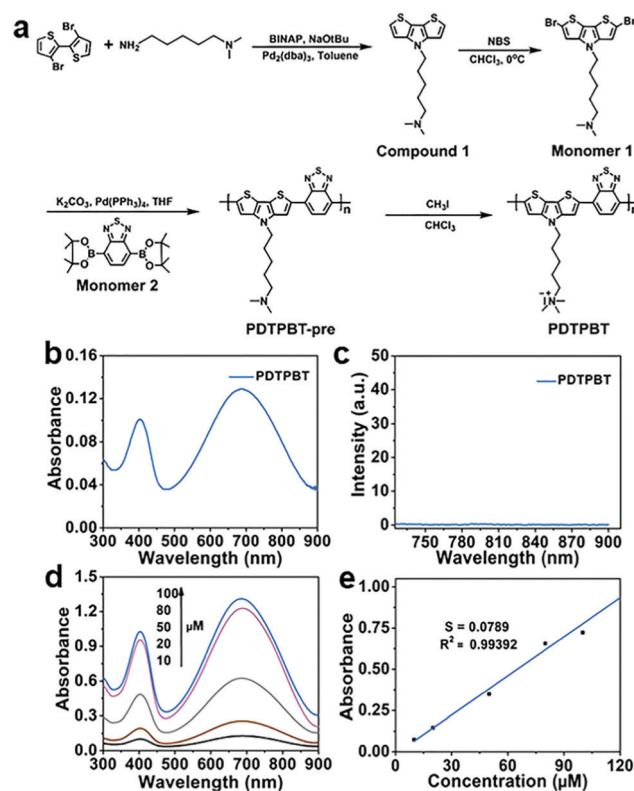 a
Br
S
S
Br
+
NH₂
N
BINAP, NaOtBu
Pd₂(dba)₃, Toluene
S
S
N
N
Compound 1
NBS
CHCl₃, 0°C
Br
S
S
Br
N
N
Monomer 1
K₂CO₃, Pd(PPh₃)₄, THF
S
N
N
O
B
O
O
B
O
Monomer 2
S
N
N
S
S
n
N
N
PDTPBT-pre
CH₃I
CHCl₃
S
N
N
S
S
n
N
I
−
+
N
PDTPBT
b
0.16
0.12
0.08
0.04
0.00
Absorbance
PDTPBT
300 400 500 600 700 800 900
Wavelength (nm)
c
50
40
30
20
10
0
Intensity (a.u.)
PDTPBT
750 780 810 840 870 900
Wavelength (nm)
d
1.5
1.2
0.9
0.6
0.3
0.0
Absorbance
100
80
50
20
10
µM
300 400 500 600 700 800 900
Wavelength (nm)
e
1.00
0.75
0.50
0.25
0.00
Absorbance
S = 0.0789
R² = 0.99392
0 30 60 90 120
Concentration (µM)